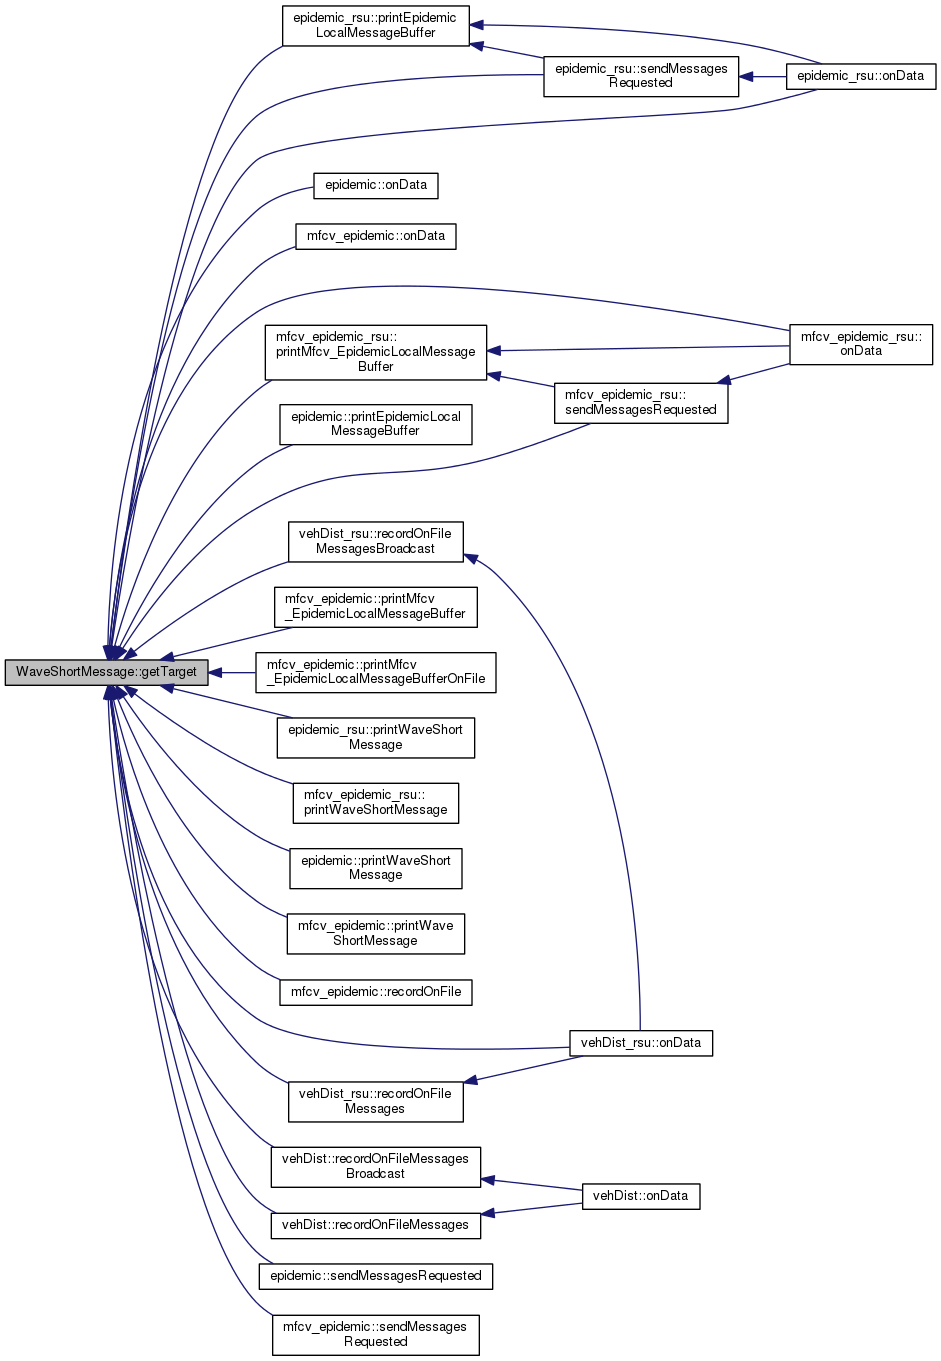 epidemic_rsu::printEpidemic
LocalMessageBuffer
epidemic_rsu::sendMessages
Requested
epidemic_rsu::onData
epidemic::onData
mfcv_epidemic::onData
mfcv_epidemic_rsu::
printMfcv_EpidemicLocalMessage
Buffer
mfcv_epidemic_rsu::
onData
mfcv_epidemic_rsu::
sendMessagesRequested
epidemic::printEpidemicLocal
MessageBuffer
vehDist_rsu::recordOnFile
MessagesBroadcast
mfcv_epidemic::printMfcv
_EpidemicLocalMessageBuffer
WaveShortMessage::getTarget
mfcv_epidemic::printMfcv
_EpidemicLocalMessageBufferOnFile
epidemic_rsu::printWaveShort
Message
mfcv_epidemic_rsu::
printWaveShortMessage
epidemic::printWaveShort
Message
mfcv_epidemic::printWave
ShortMessage
mfcv_epidemic::recordOnFile
vehDist_rsu::onData
vehDist_rsu::recordOnFile
Messages
vehDist::recordOnFileMessages
Broadcast
vehDist::onData
vehDist::recordOnFileMessages
epidemic::sendMessagesRequested
mfcv_epidemic::sendMessages
Requested